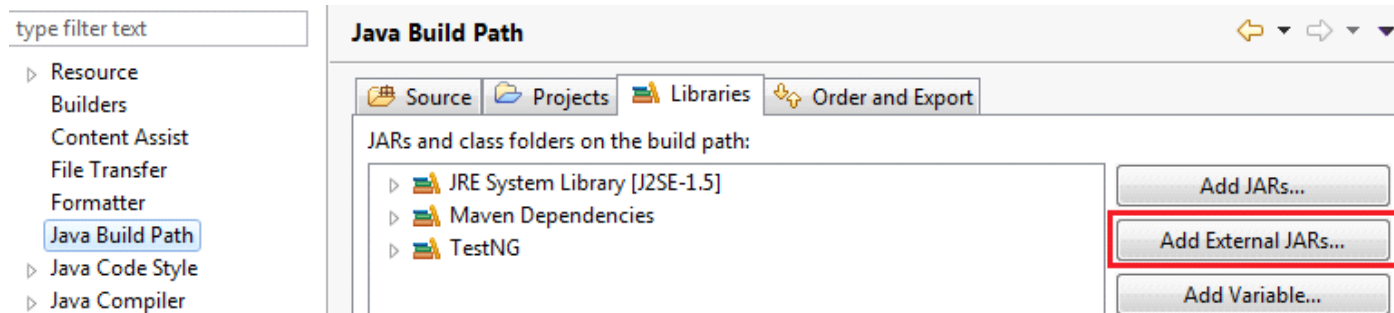 type filter text
Resource
Builders
Content Assist
File Transfer
Formatter
Java Build Path
Java Code Style
Java Compiler
Java Build Path
Source Projects Libraries Order and Export
JARs and class folders on the build path:
JRE System Library [J2SE-1.5]
Maven Dependencies
TestNG
Add JARs...
Add External JARs...
Add Variable...